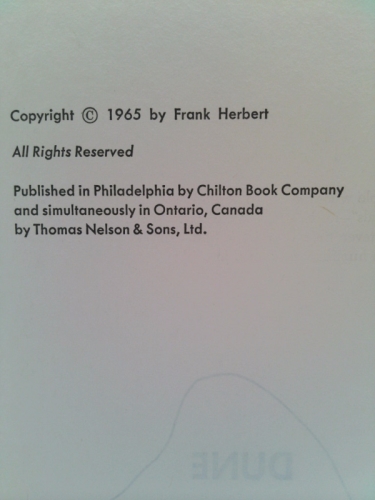 Copyright © 1965 by Frank Herbert
All Rights Reserved
Published in Philadelphia by Chilton Book Company
and simultaneously in Ontario, Canada
by Thomas Nelson & Sons, Ltd.
DUNE